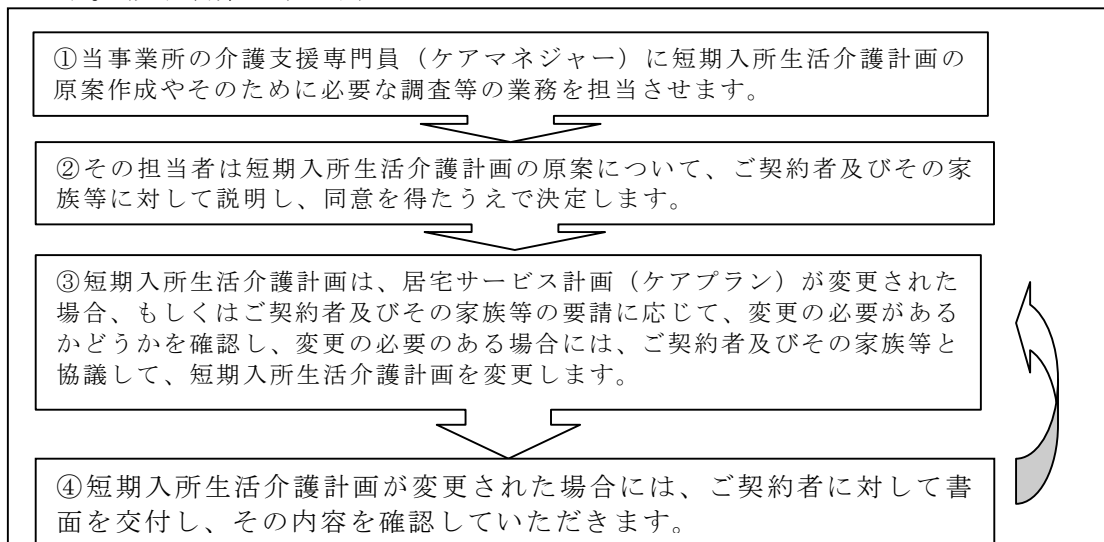 ①当事業所の介護支援専門員（ケアマネジャー）に短期入所生活介護計画の
原案作成やそのために必要な調査等の業務を担当させます。
②その担当者は短期入所生活介護計画の原案について、ご契約者及びその家
族等に対して説明し、同意を得たうえで決定します。
③短期入所生活介護計画は、居宅サービス計画（ケアプラン）が変更された
場合、もしくはご契約者及びその家族等の要請に応じて、変更の必要がある
かどうかを確認し、変更の必要のある場合には、ご契約者及びその家族等と
協議して、短期入所生活介護計画を変更します。
④短期入所生活介護計画が変更された場合には、ご契約者に対して書
面を交付し、その内容を確認していただきます。